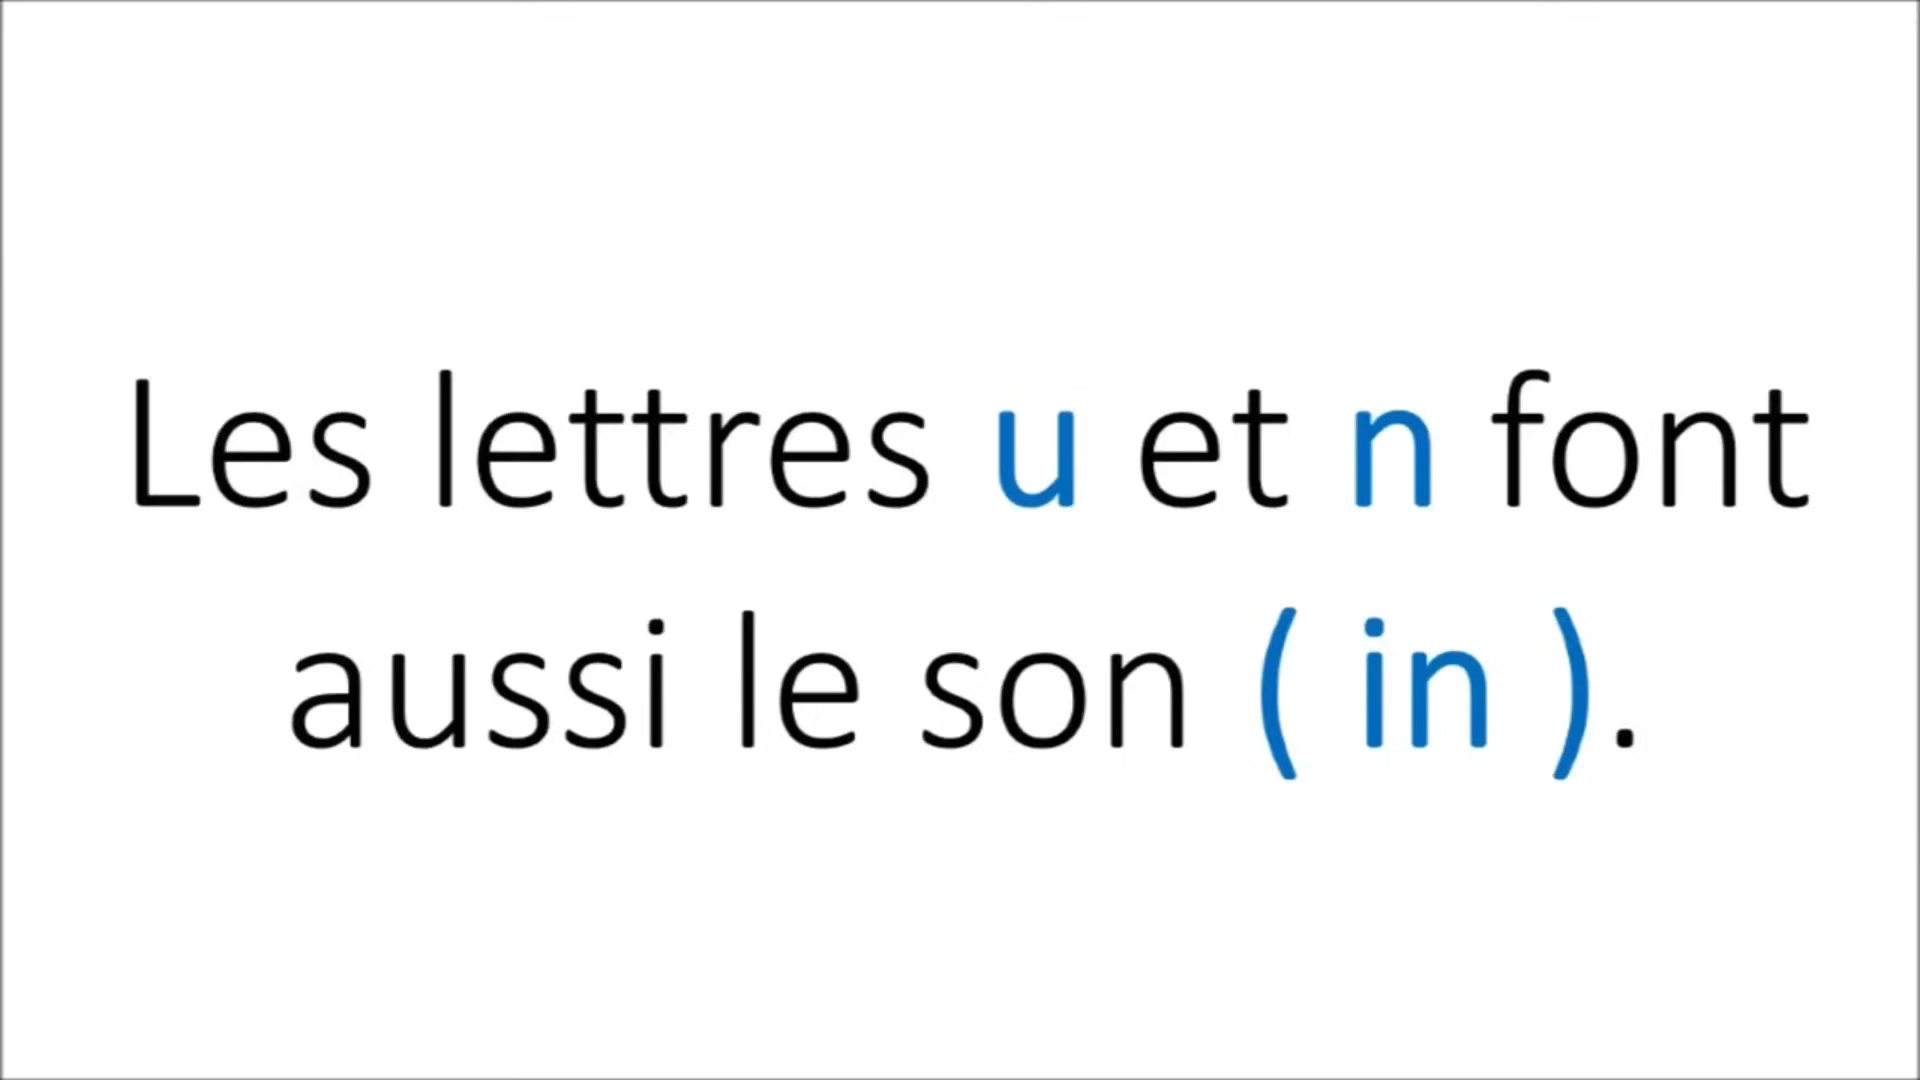 Les lettres u et n font
aussi le son ( in ).